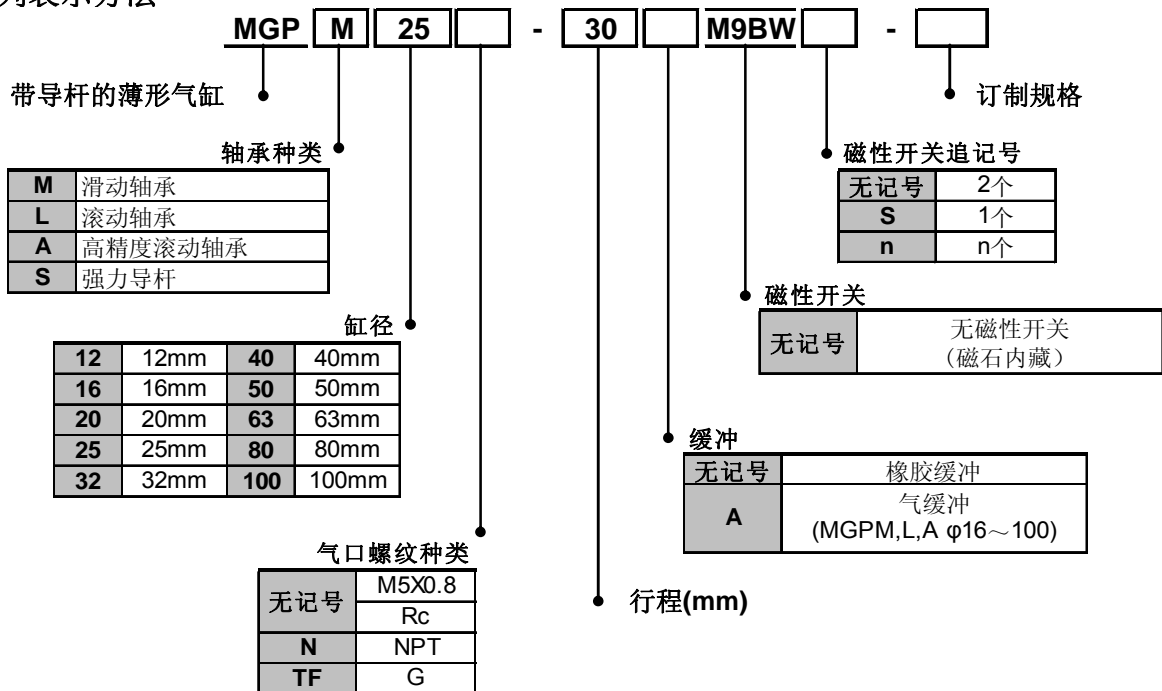 MGP M 25 - 30 M9BW -
带导杆的薄形气缸
订制规格
轴承种类
M 滑动轴承
L 滚动轴承
A 高精度滚动轴承
S 强力导杆
磁性开关追记号
无记号 2个
S 1个
n n个
磁性开关
无记号 无磁性开关
（磁石内藏）
缸径
12 12mm 40 40mm
16 16mm 50 50mm
20 20mm 63 63mm
25 25mm 80 80mm
32 32mm 100 100mm
缓冲
无记号 橡胶缓冲
A 气缓冲
(MGPM,L,A φ16～100)
气口螺纹种类
无记号 M5X0.8
Rc
N NPT
TF G
行程(mm)